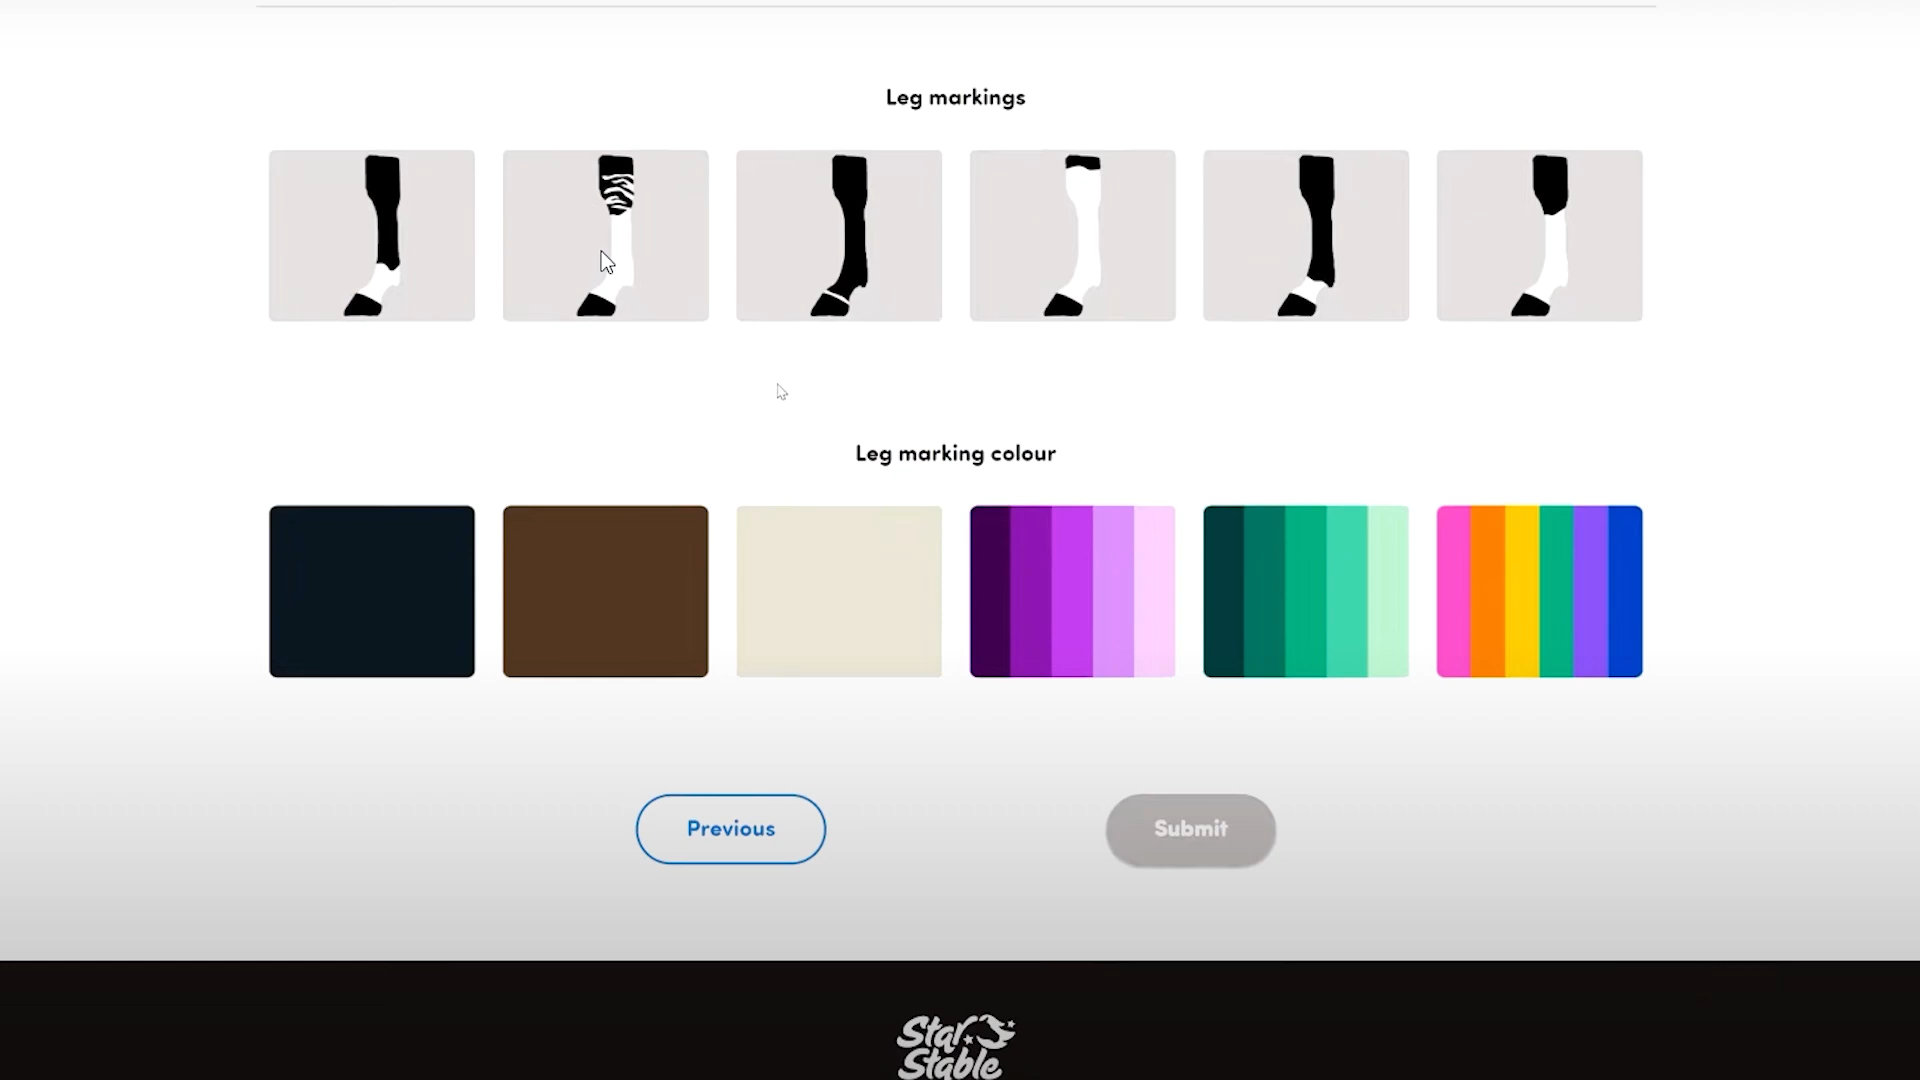 Leg markings
Leg marking colour
Previous
Submit
Star
Stable